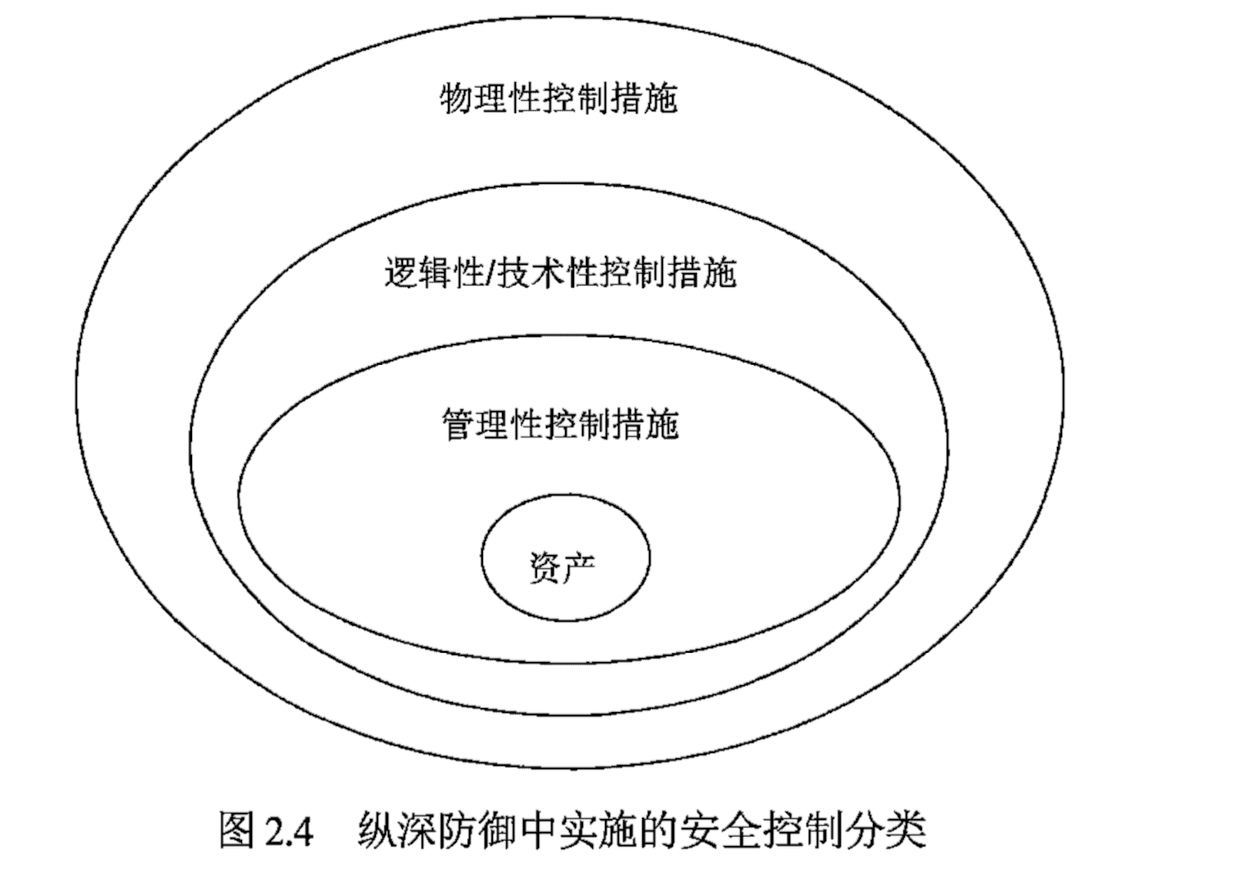 物理性控制措施
逻辑性/技术性控制措施
管理性控制措施
资产
图 2.4 纵深防御中实施的安全控制分类